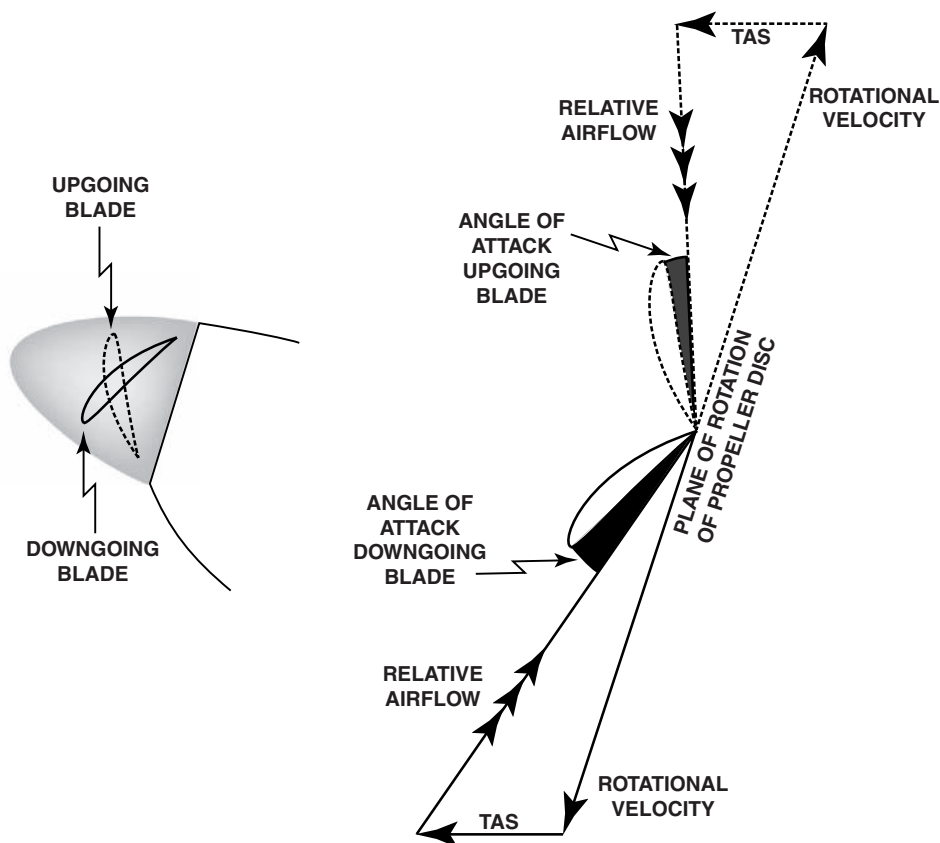 UPGOING
BLADE
DOWNGOING
BLADE
TAS
ROTATIONAL
VELOCITY
RELATIVE
AIRFLOW
ANGLE OF
ATTACK
UPGOING
BLADE
PLANE OF ROTATION
OF PROPELLER DISC
ANGLE OF
ATTACK
DOWNGOING
BLADE
RELATIVE
AIRFLOW
ROTATIONAL
VELOCITY
TAS